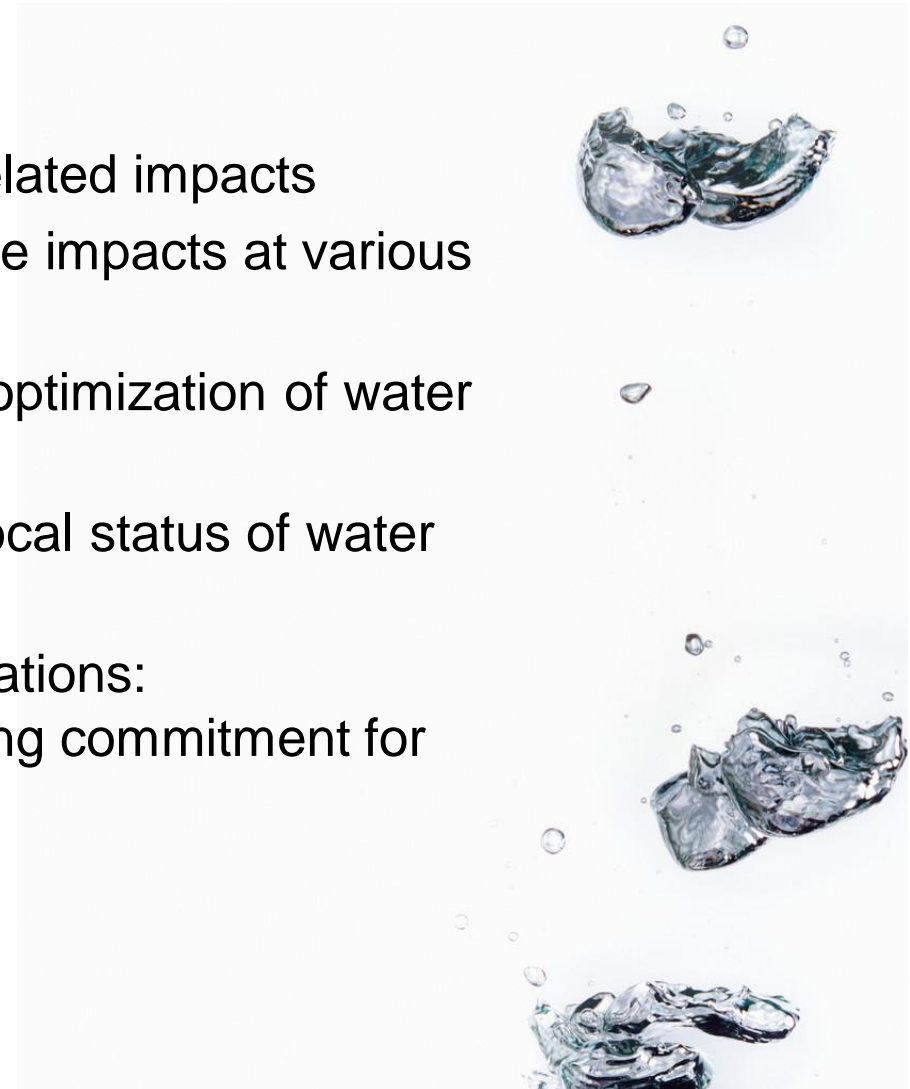 elated impacts
e impacts at various
optimization of water
ocal status of water
ations:
ng commitment for